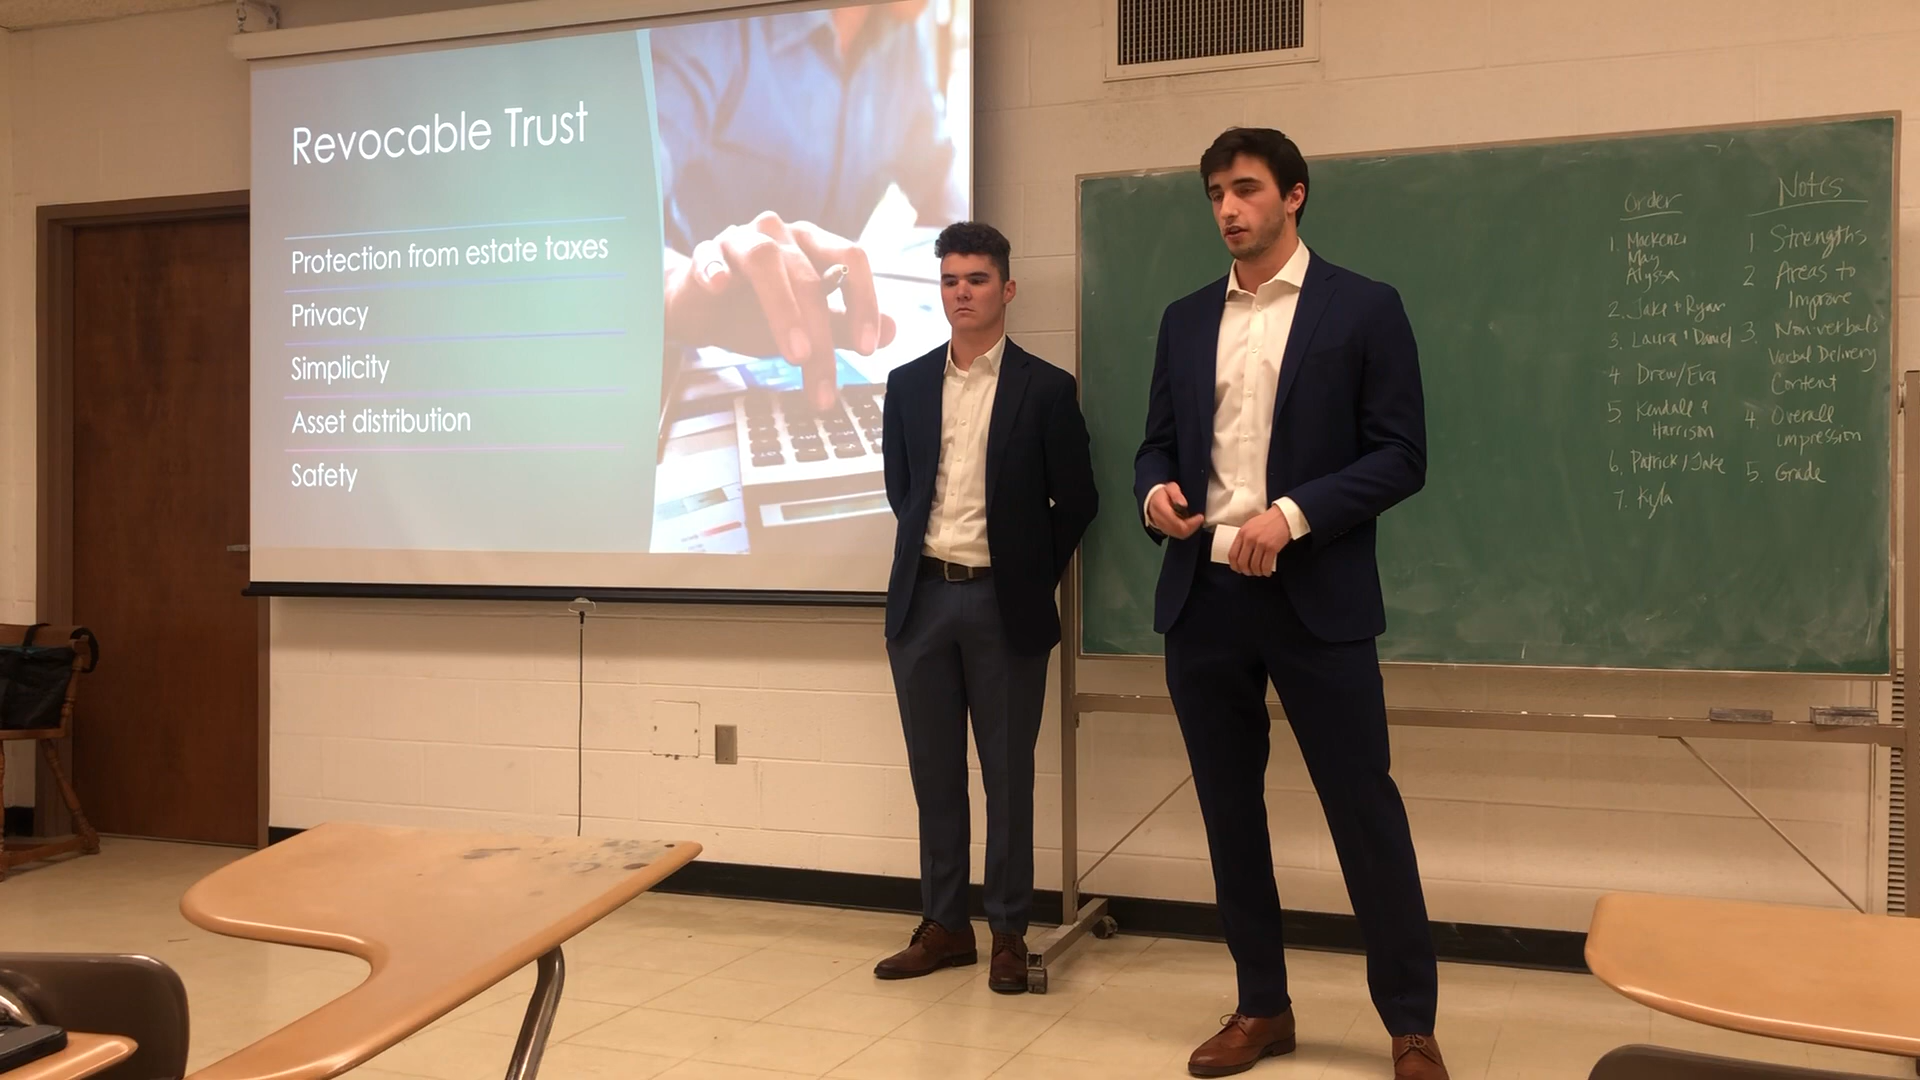 Revocable Trust
Protection from estate taxes
Privacy
Simplicity
Asset distribution
Safety
Order
1. Mackenzi
May
Alyssa
2. Jake + Ryan
3. Laura + Daniel
4 Drew/Eva
5. Kendall &
Harrison
6. Patrick / Jake
7. Kyla
Notes
1 Strengths
2 Areas to
Improve
3. Non-verbals
Verbal Delivery
Content
4. Overall
impression
5. Grade